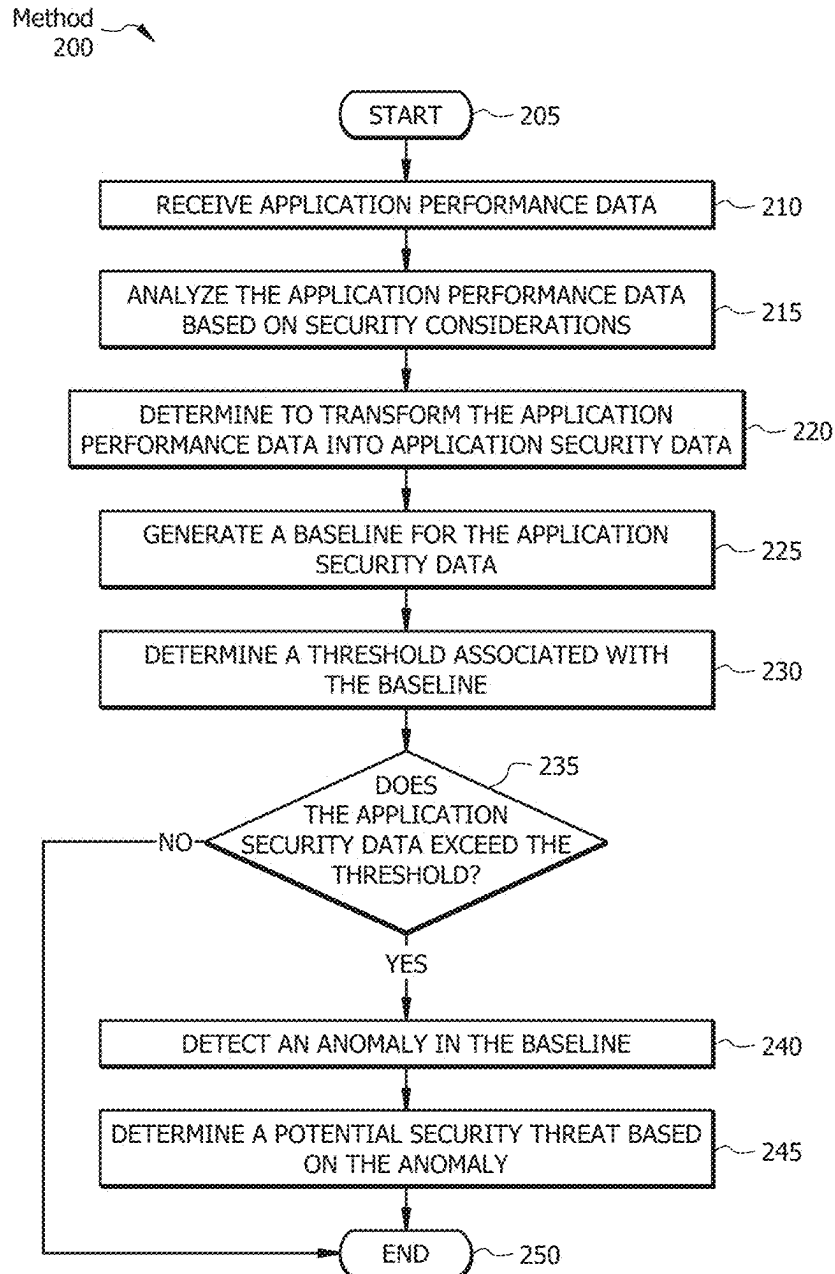 Method
200
START
205
RECEIVE APPLICATION PERFORMANCE DATA
210
ANALYZE THE APPLICATION PERFORMANCE DATA
BASED ON SECURITY CONSIDERATIONS
215
DETERMINE TO TRANSFORM THE APPLICATION
PERFORMANCE DATA INTO APPLICATION SECURITY DATA
220
GENERATE A BASELINE FOR THE APPLICATION
SECURITY DATA
225
DETERMINE A THRESHOLD ASSOCIATED WITH
THE BASELINE
230
235
DOES
THE APPLICATION
SECURITY DATA EXCEED THE
THRESHOLD?
NO
YES
DETECT AN ANOMALY IN THE BASELINE
240
DETERMINE A POTENTIAL SECURITY THREAT BASED
ON THE ANOMALY
245
END
250